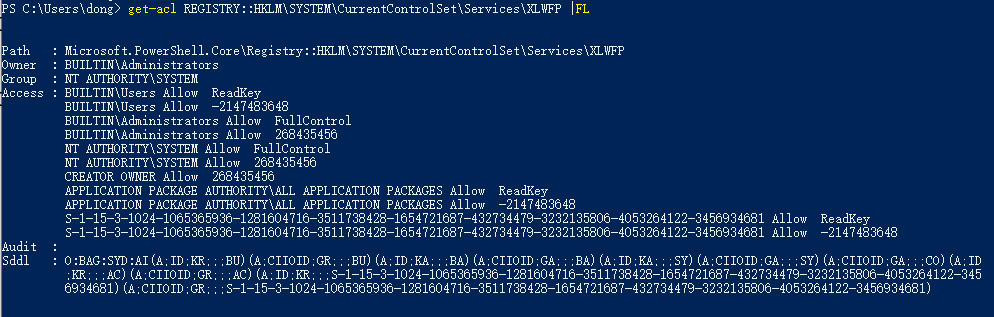 PS C:\Users\dong> get-acl REGISTRY::HKLM\SYSTEM\CurrentControlSet\Services\XLWFP |FL
Path   : Microsoft.PowerShell.Core\Registry::HKLM\SYSTEM\CurrentControlSet\Services\XLWFP
Owner  : BUILTIN\Administrators
Group  : NT AUTHORITY\SYSTEM
Access : BUILTIN\Users Allow  ReadKey
         BUILTIN\Users Allow  -2147483648
         BUILTIN\Administrators Allow  FullControl
         BUILTIN\Administrators Allow  268435456
         NT AUTHORITY\SYSTEM Allow  FullControl
         NT AUTHORITY\SYSTEM Allow  268435456
         CREATOR OWNER Allow  268435456
         APPLICATION PACKAGE AUTHORITY\ALL APPLICATION PACKAGES Allow  ReadKey
         APPLICATION PACKAGE AUTHORITY\ALL APPLICATION PACKAGES Allow  -2147483648
         S-1-15-3-1024-1065365936-1281604716-3511738428-1654721687-432734479-3232135806-4053264122-3456934681 Allow  ReadKey
         S-1-15-3-1024-1065365936-1281604716-3511738428-1654721687-432734479-3232135806-4053264122-3456934681 Allow  -2147483648
Audit  :
Sddl   : O:BAG:SYD:AI(A;ID;KR;;;BU)(A;CIIOID;GR;;;BU)(A;ID;KA;;;BA)(A;CIIOID;GA;;;BA)(A;ID;KA;;;SY)(A;CIIOID;GA;;;SY)(A;CIIOID;GA;;;CO)(A;ID
         ;KR;;;AC)(A;CIIOID;GR;;;AC)(A;ID;KR;;;S-1-15-3-1024-1065365936-1281604716-3511738428-1654721687-432734479-3232135806-4053264122-345
         6934681)(A;CIIOID;GR;;;S-1-15-3-1024-1065365936-1281604716-3511738428-1654721687-432734479-3232135806-4053264122-3456934681)